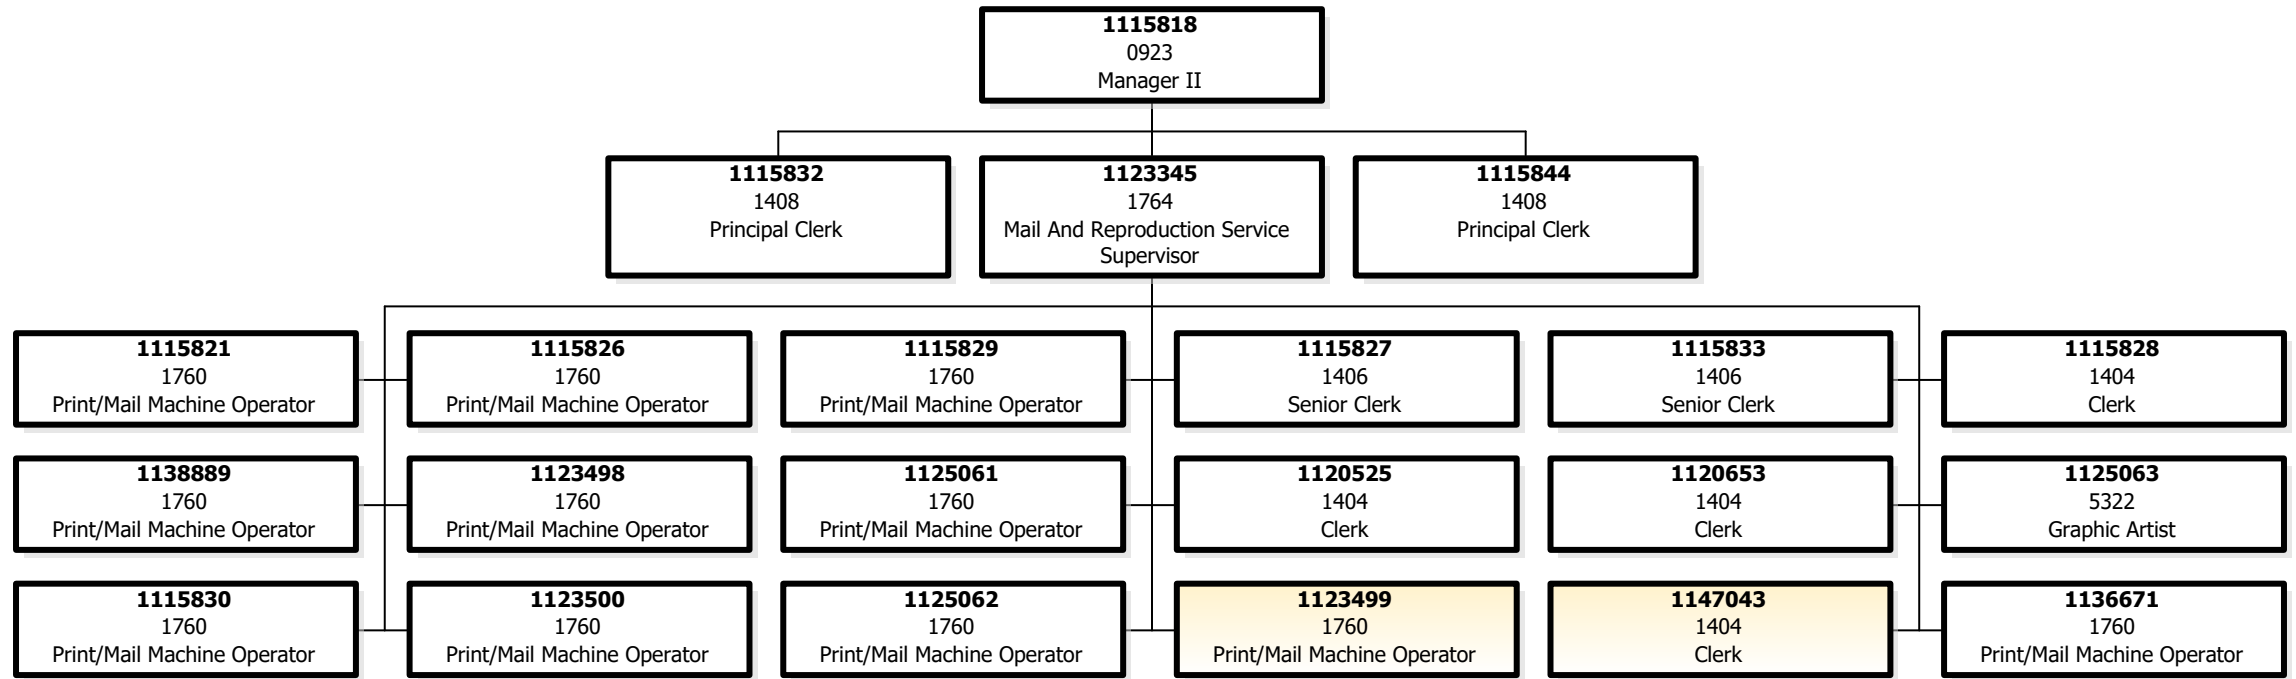 1115818
0923
Manager II
1115832
1408
Principal Clerk
1123345
1764
Mail And Reproduction Service
Supervisor
1115844
1408
Principal Clerk
1115821
1760
Print/Mail Machine Operator
1115826
1760
Print/Mail Machine Operator
1115829
1760
Print/Mail Machine Operator
1115827
1406
Senior Clerk
1115833
1406
Senior Clerk
1115828
1404
Clerk
1138889
1760
Print/Mail Machine Operator
1123498
1760
Print/Mail Machine Operator
1125061
1760
Print/Mail Machine Operator
1120525
1404
Clerk
1120653
1404
Clerk
1125063
5322
Graphic Artist
1115830
1760
Print/Mail Machine Operator
1123500
1760
Print/Mail Machine Operator
1125062
1760
Print/Mail Machine Operator
1123499
1760
Print/Mail Machine Operator
1147043
1404
Clerk
1136671
1760
Print/Mail Machine Operator